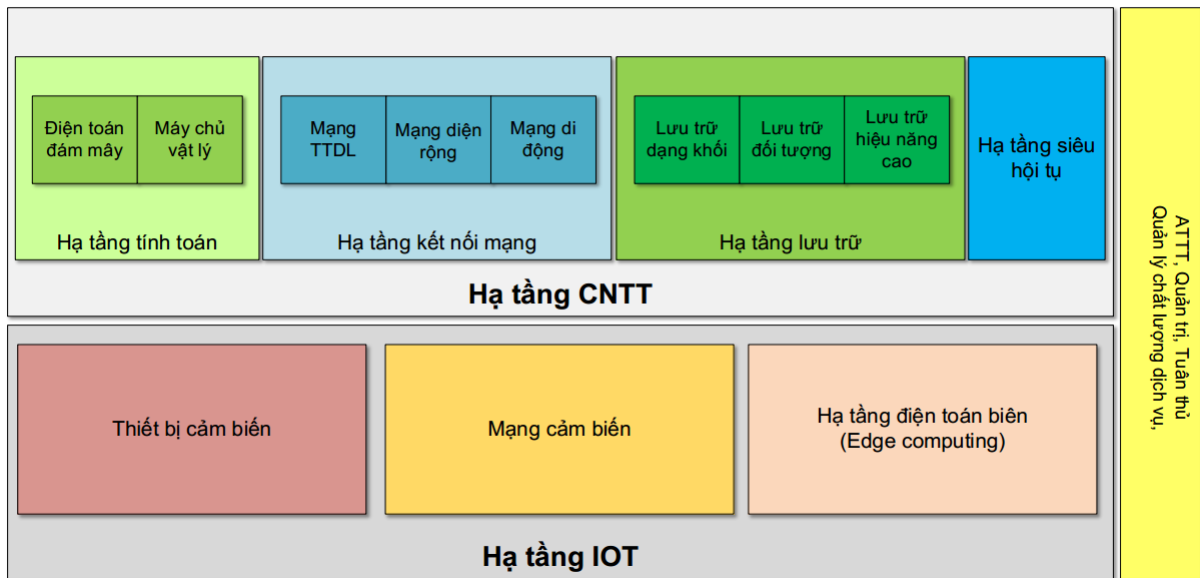 Điện toán
đám mây
Máy chủ
vật lý
Hạ tầng tính toán
Mạng
TTDL
Mạng diện
rộng
Mạng di
động
Hạ tầng kết nối mạng
Lưu trữ
dạng khối
Lưu trữ
đối tượng
Lưu trữ
hiệu năng
cao
Hạ tầng lưu trữ
Hạ tầng siêu
hội tụ
Hạ tầng CNTT
Thiết bị cảm biến
Mạng cảm biến
Hạ tầng điện toán biên
(Edge computing)
Hạ tầng IOT
ATTT, Quản trị, Tuân thủ
Quản lý chất lượng dịch vụ,